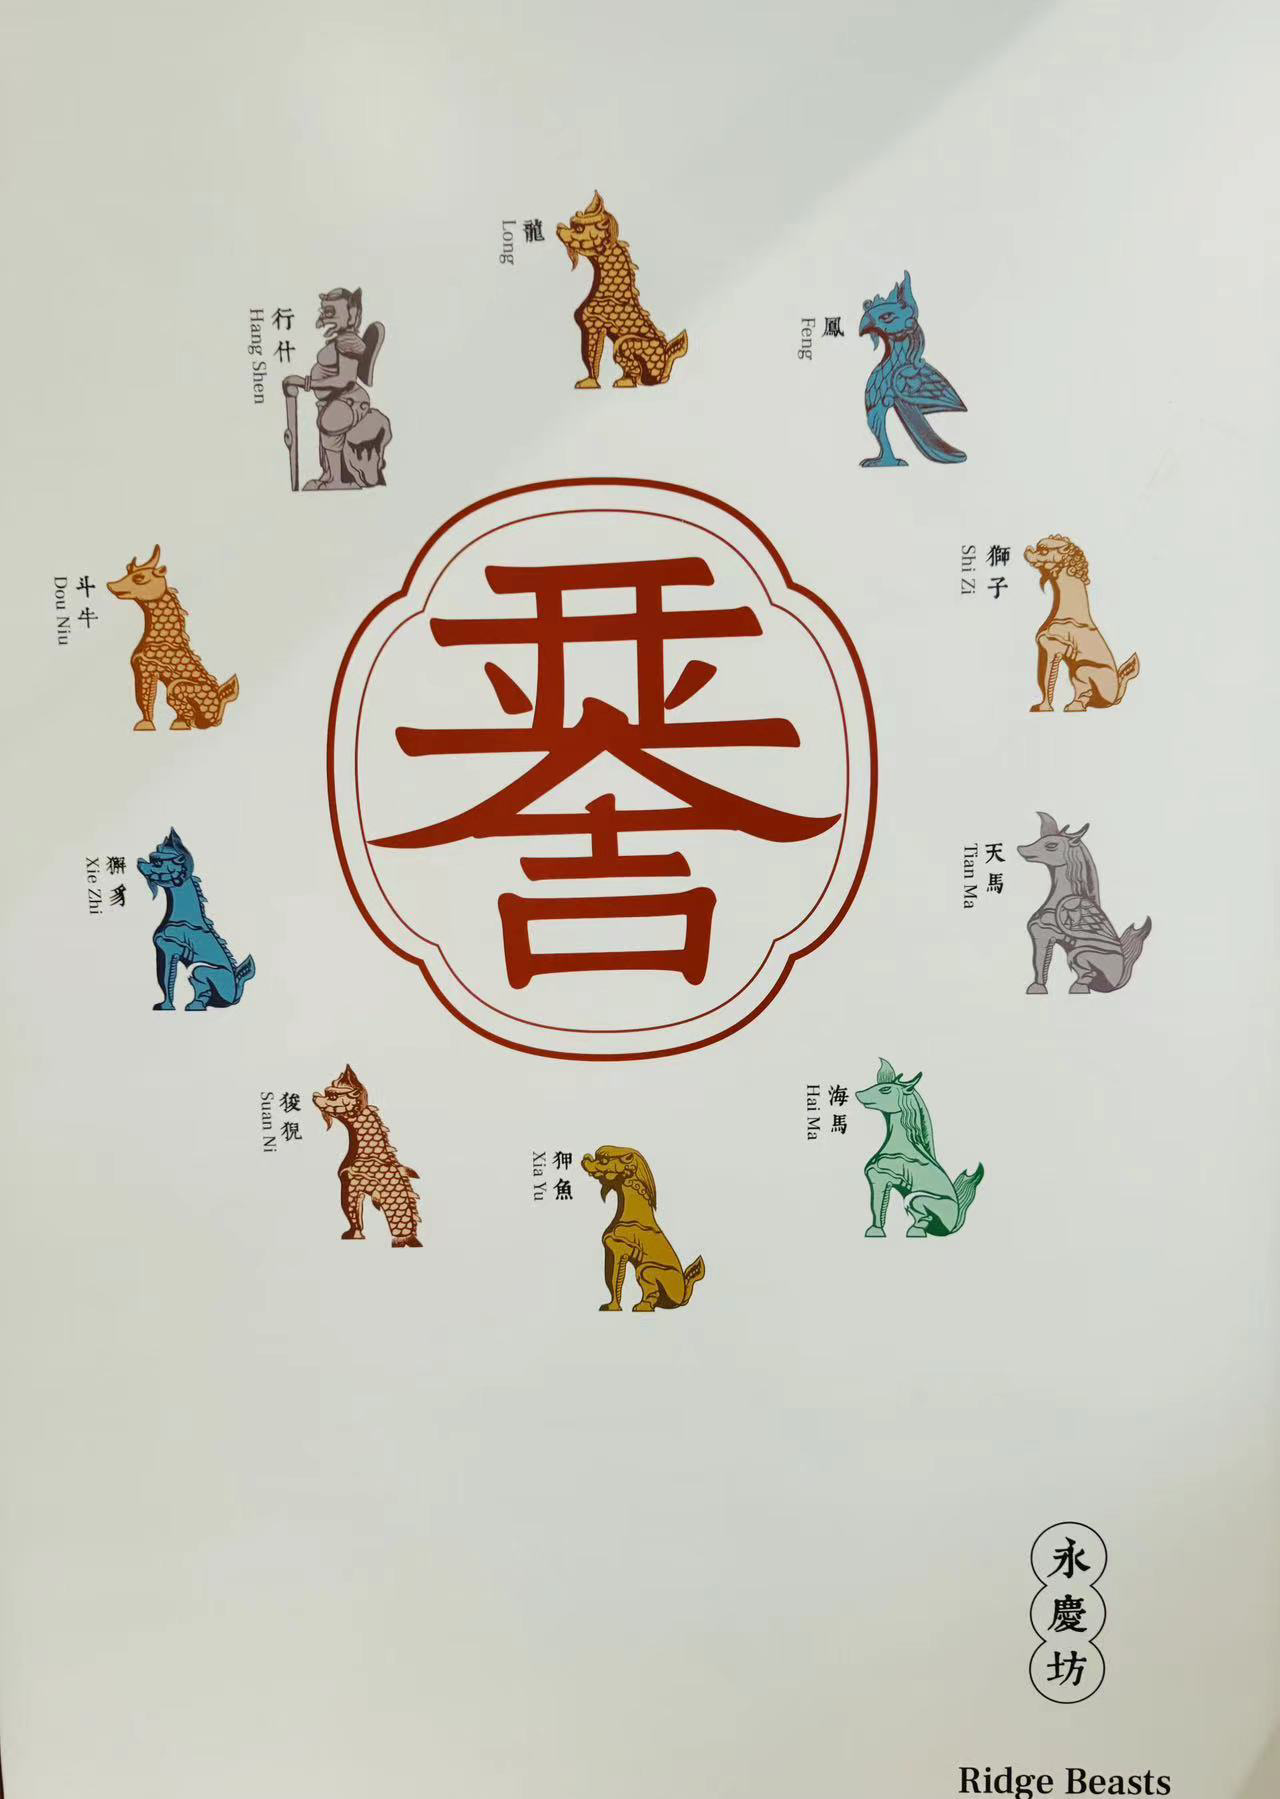 龍
Long
鳳
Feng
獅子
Shi Zi
天馬
Tian Ma
海馬
Hai Ma
狎魚
Xia Yu
狻猊
Suan Ni
獬豸
Xie Zhi
斗牛
Dou Niu
行什
Hang Shen
永慶坊
Ridge Beasts